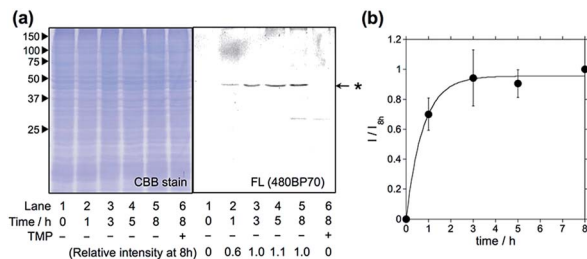 (a)
150
100
75
50
37
25
*
CBB stain
FL (480BP70)
Lane 1 2 3 4 5 6 1 2 3 4 5 6
Time / h 0 1 3 5 8 8 0 1 3 5 8 8
TMP – – – – – + – – – – – +
(Relative intensity at 8h) 0 0.6 1.0 1.1 1.0 0
(b)
I / I8h
1.2
1
0.8
0.6
0.4
0.2
0
0 1 2 3 4 5 6 7 8
time / h